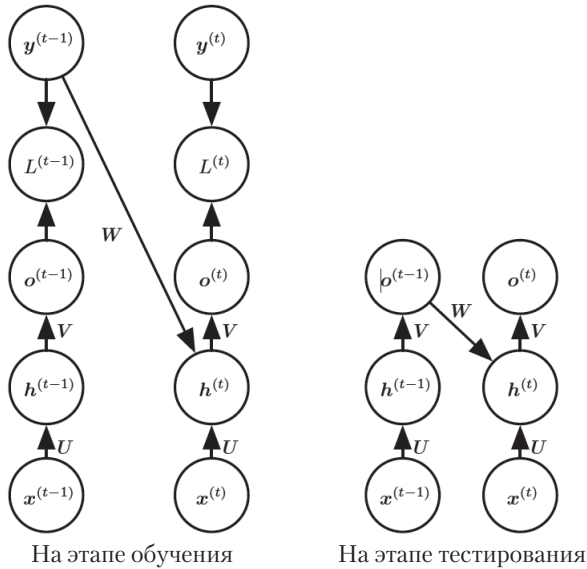 y^(t−1) y^(t)
L^(t−1) L^(t)
W
o^(t−1) o^(t) o^(t−1) o^(t)
W
V V V V
h^(t−1) h^(t) h^(t−1) h^(t)
U U U U
x^(t−1) x^(t) x^(t−1) x^(t)
На этапе обучения На этапе тестирования